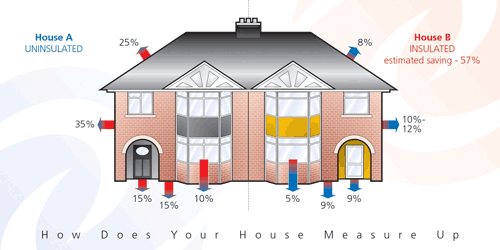 House A
UNINSULATED
25%
8%
House B
INSULATED
estimated saving - 57%
35%
10%-
12%
15%
15%
10%
5%
9%
9%
How Does Your House Measure Up